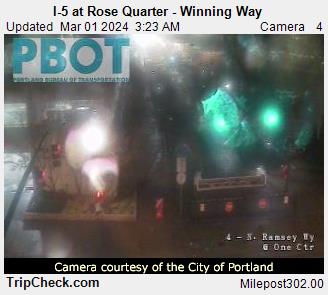 I-5 at Rose Quarter - Winning Way
Updated Mar 01 2024 3:23 AM Camera 4
PBOT
PORTLAND BUREAU OF TRANSPORTATION
4 - N. Ramsey Wy
@ One Ctr
Camera courtesy of the City of Portland
TripCheck.com Milepost302.00